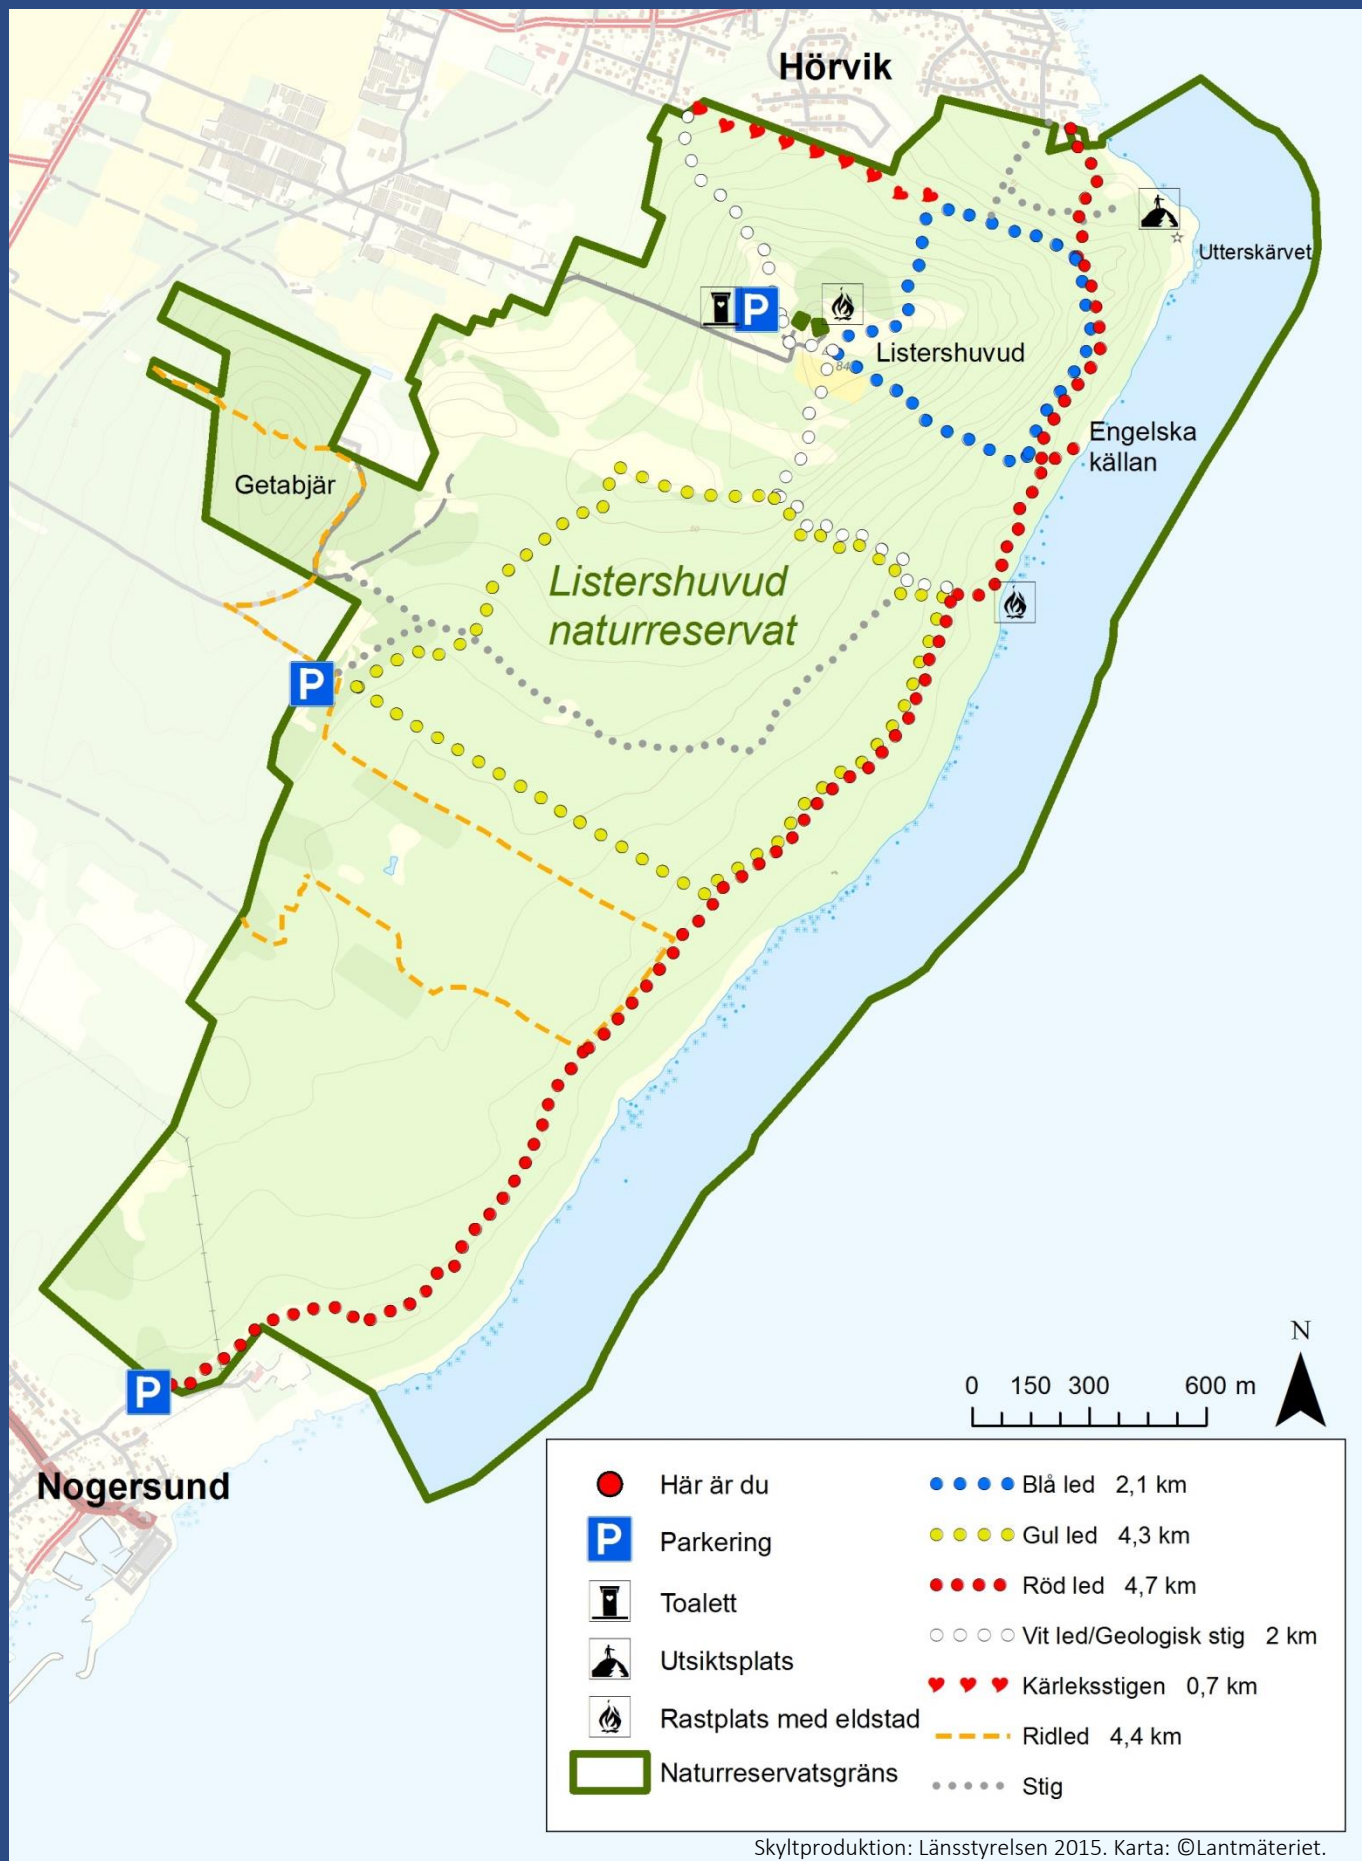 Hörvik
Utterskärvet
P
Listershuvud
84
Engelska
källan
Getabjär
50
Listershuvud
naturreservat
P
N
0 150 300 600 m
P
Nogersund
Här är du
P Parkering
Toalett
Utsiktsplats
Rastplats med eldstad
Naturreservatsgräns
Blå led 2,1 km
Gul led 4,3 km
Röd led 4,7 km
Vit led/Geologisk stig 2 km
Kärleksstigen 0,7 km
Ridled 4,4 km
Stig
Skyltproduktion: Länsstyrelsen 2015. Karta: ©Lantmäteriet.